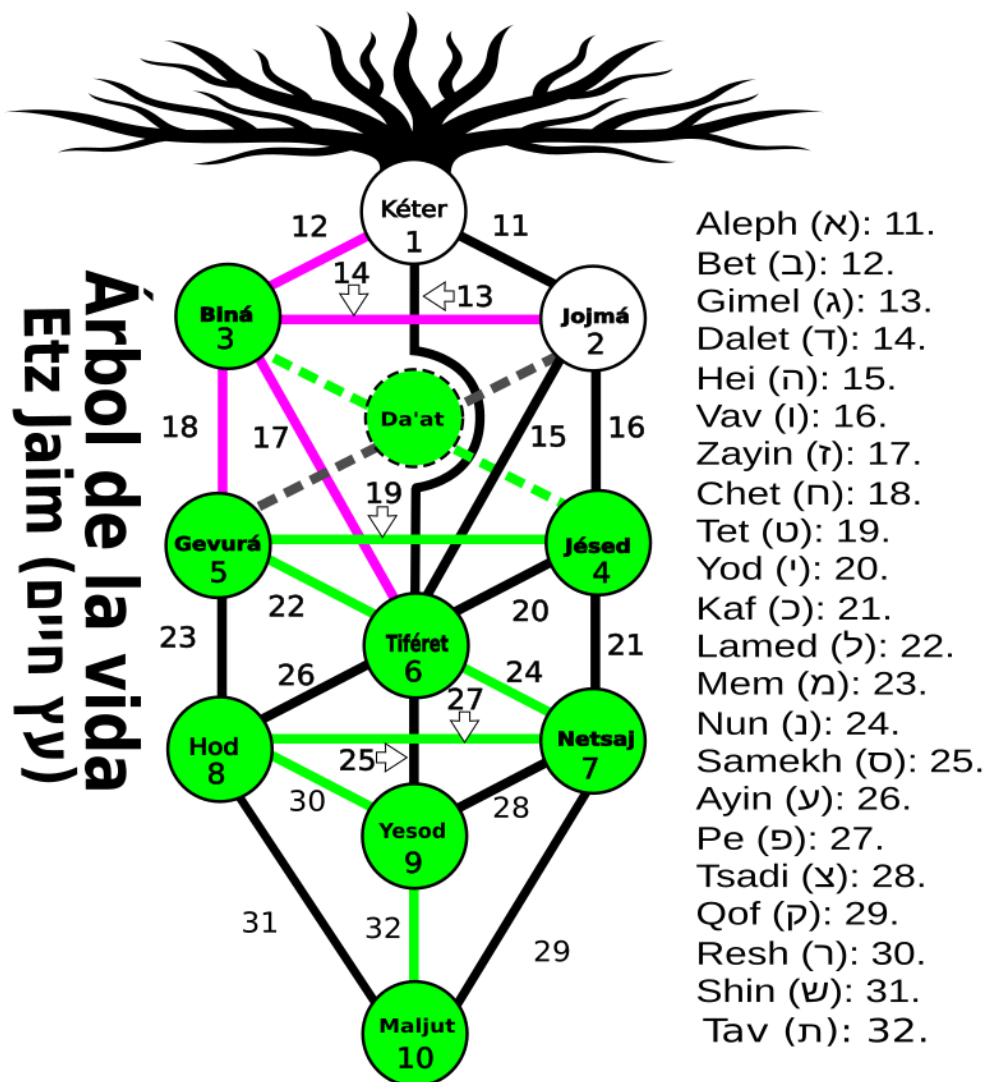 Árbol de la vida
Etz Jaim (עץ חיים)
Kéter
1
12
11
14
13
Biná
3
Jojmá
2
Da'at
18
17
15
16
19
Gevurá
5
Jésed
4
22
20
Tiféret
6
23
21
26
24
27
Hod
8
25
Netsaj
7
30
28
Yesod
9
31
32
29
Maljut
10
Aleph (א): 11.
Bet (ב): 12.
Gimel (ג): 13.
Dalet (ד): 14.
Hei (ה): 15.
Vav (ו): 16.
Zayin (ז): 17.
Chet (ח): 18.
Tet (ט): 19.
Yod (י): 20.
Kaf (כ): 21.
Lamed (ל): 22.
Mem (מ): 23.
Nun (נ): 24.
Samekh (ס): 25.
Ayin (ע): 26.
Pe (פ): 27.
Tsadi (צ): 28.
Qof (ק): 29.
Resh (ר): 30.
Shin (ש): 31.
Tav (ת): 32.